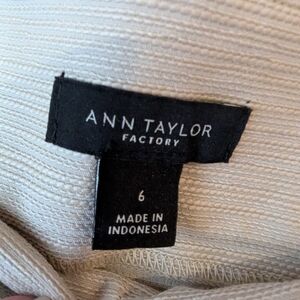 ANN TAYLOR
FACTORY
6
MADE IN
INDONESIA